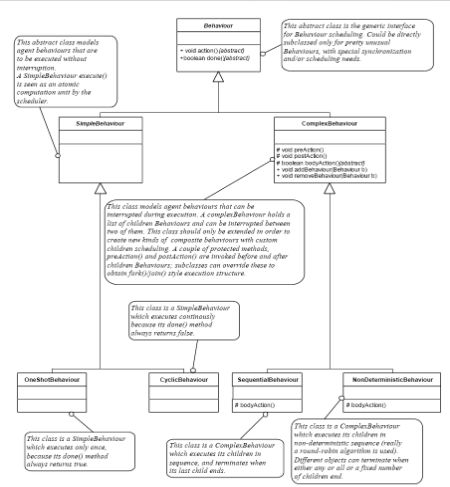 Behaviour
+ void action() {abstract}
+boolean done() {abstract}
This abstract class is the generic interface
for Behaviour scheduling. Could be directly
subclassed only for pretty unusual
Behaviours, with special synchronization
and/or scheduling needs.
This abstract class models
agent behaviours that are
to be executed without
interruption.
A SimpleBehaviour execute()
is seen as an atomic
computation unit by the
scheduler.
SimpleBehaviour
ComplexBehaviour
# void preAction()
# void postAction()
# boolean bodyAction() {abstract}
+ void addBehaviour(Behaviour b)
+ void removeBehaviour(Behaviour b)
This class models agent behaviours that can be
interrupted during execution. A complexBehaviour holds a
list of children Behaviours and can be interrupted between
two of them. This class should only be extended in order to
create new kinds of composite behaviours with custom
children scheduling. A couple of protected methods,
preAction() and postAction() are invoked before and after
children Behaviours; subclasses can override these to
obtain fork()/join() style execution structure.
This class is a SimpleBehaviour
which executes continously
because its done() method
always returns false.
OneShotBehaviour
CyclicBehaviour
SequentialBehaviour
# bodyAction()
NonDeterministicBehaviour
# bodyAction()
This class is a SimpleBehaviour
which executes only once,
because its done() method
always returns true.
This class is a ComplexBehaviour
which executes its children in
sequence, and terminates when
its last child ends.
This class is a ComplexBehaviour
which executes its children in
non-deterministic sequence (really
a round-robin algorithm is used).
Different objects can terminate when
either any or all or a fixed number
of children end.